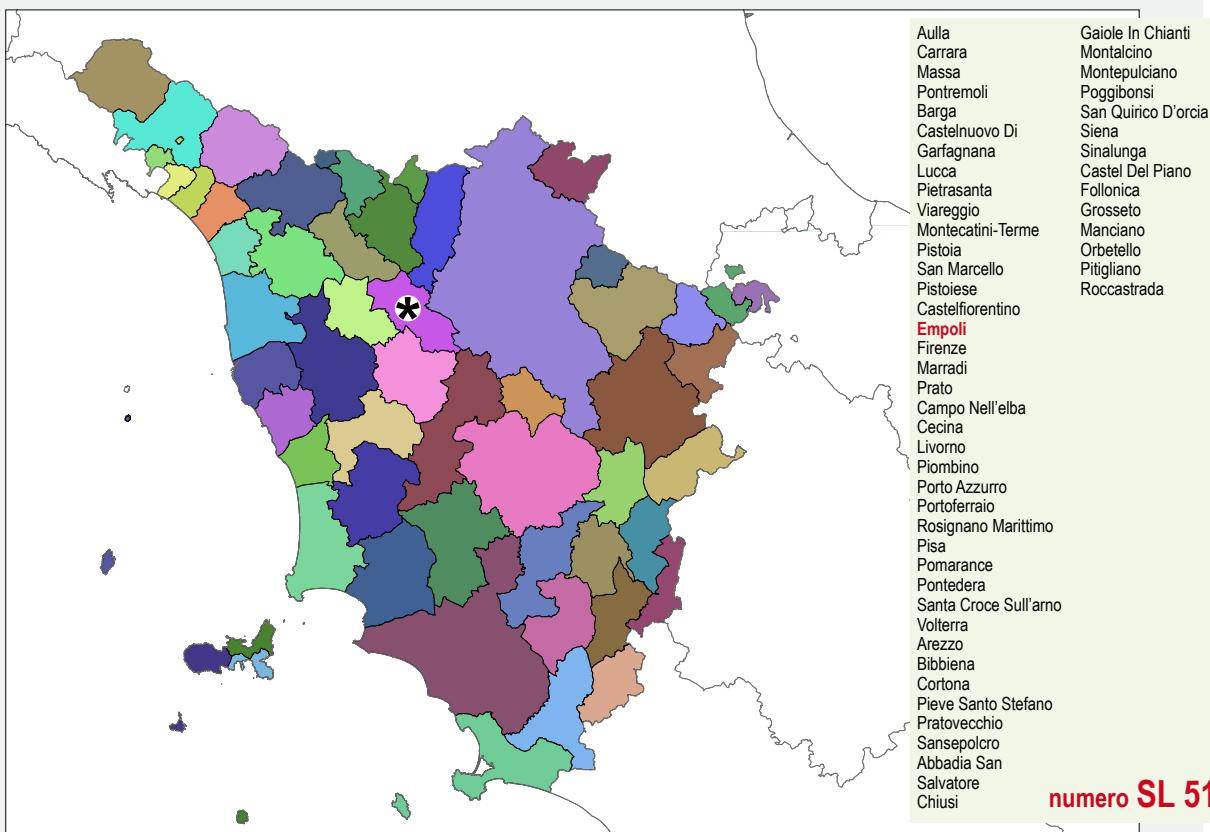 Aulla
Carrara
Massa
Pontremoli
Barga
Castelnuovo Di
Garfagnana
Lucca
Pietrasanta
Viareggio
Montecatini-Terme
Pistoia
San Marcello
Pistoiese
Castelfiorentino
Empoli
Firenze
Marradi
Prato
Campo Nell'elba
Cecina
Livorno
Piombino
Porto Azzurro
Portoferraio
Rosignano Marittimo
Pisa
Pomarance
Pontedera
Santa Croce Sull'arno
Volterra
Arezzo
Bibbiena
Cortona
Pieve Santo Stefano
Pratovecchio
Sansepolcro
Abbadia San
Salvatore
Chiusi
Gaiole In Chianti
Montalcino
Montepulciano
Poggibonsi
San Quirico D'orcia
Siena
Sinalunga
Castel Del Piano
Follonica
Grosseto
Manciano
Orbetello
Pitigliano
Roccastrada
numero SL 51
*